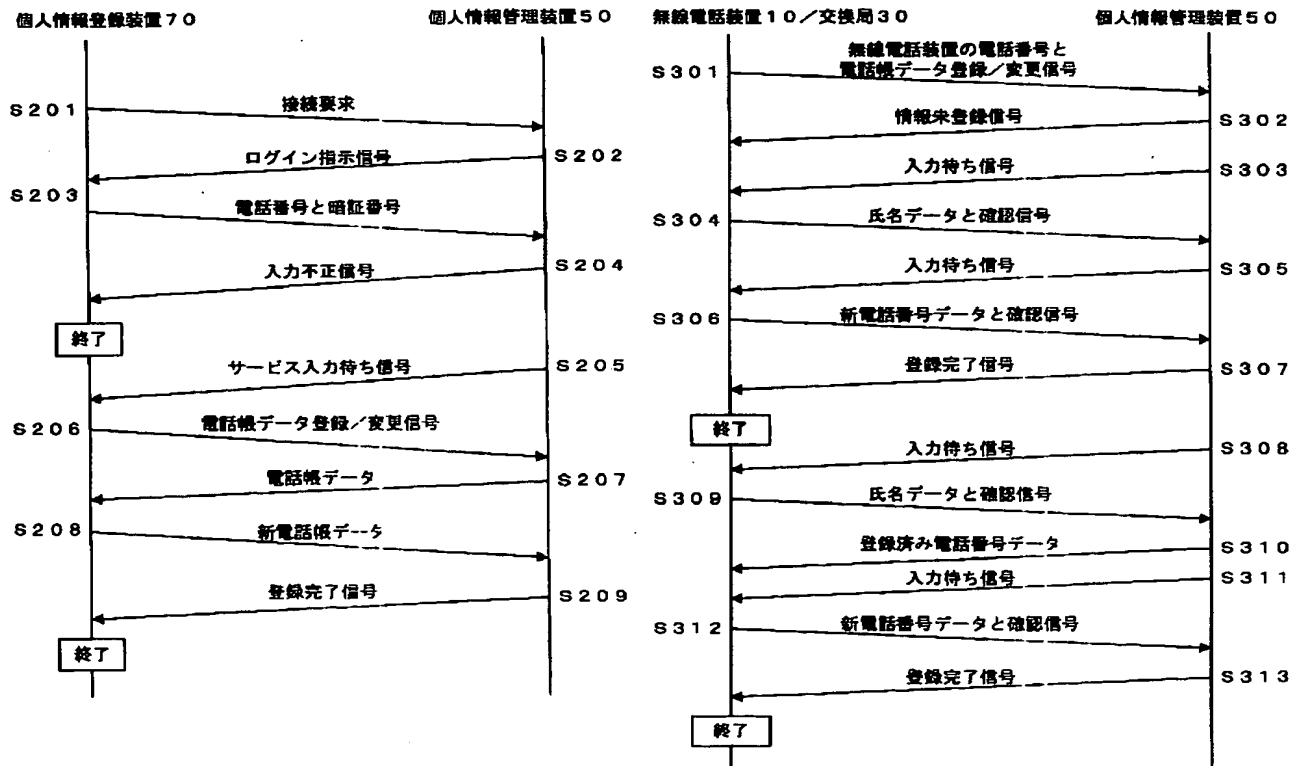 個人情報登録装置70
個人情報管理装置50
S201
接続要求
ログイン指示信号
S202
S203
電話番号と暗証番号
入力不正信号
S204
終了
サービス入力待ち信号
S205
S206
電話帳データ登録／変更信号
電話帳データ
S207
S208
新電話帳データ
登録完了信号
S209
終了
無線電話装置10／交換局30
個人情報管理装置50
無線電話装置の電話番号と
電話帳データ登録／変更信号
S301
情報未登録信号
S302
入力待ち信号
S303
S304
氏名データと確認信号
入力待ち信号
S305
S306
新電話番号データと確認信号
登録完了信号
S307
終了
入力待ち信号
S308
S309
氏名データと確認信号
登録済み電話番号データ
S310
入力待ち信号
S311
S312
新電話番号データと確認信号
登録完了信号
S313
終了